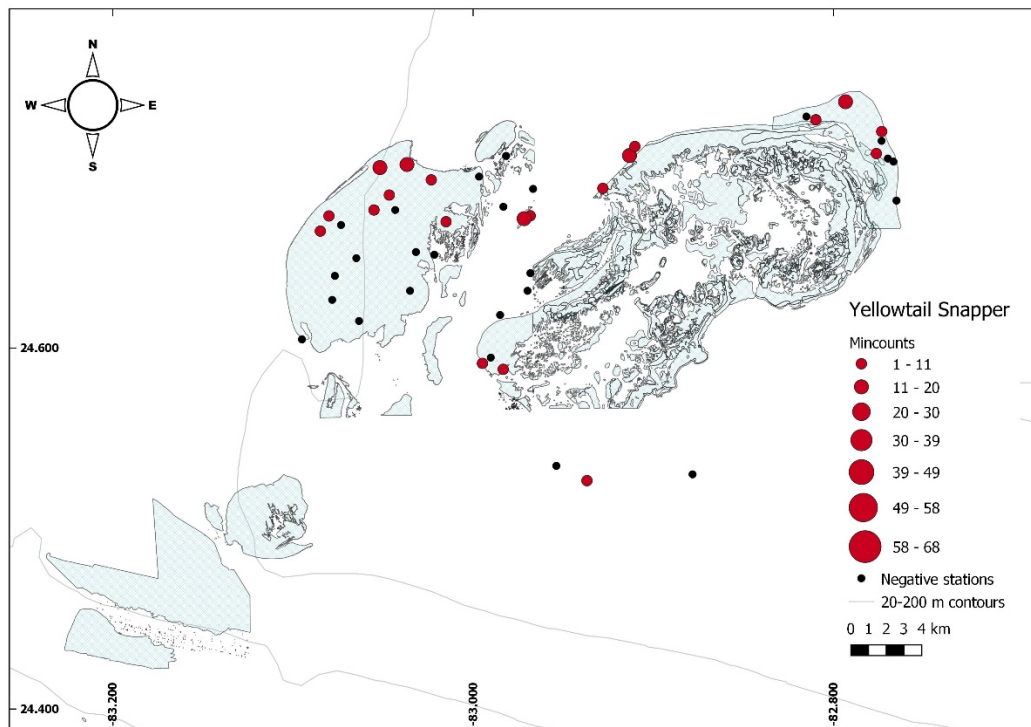 N
W E
S
24.600
24.400
-83.200
-83.000
-82.800
Yellowtail Snapper
Mincounts
1 - 11
11 - 20
20 - 30
30 - 39
39 - 49
49 - 58
58 - 68
Negative stations
20-200 m contours
0 1 2 3 4 km